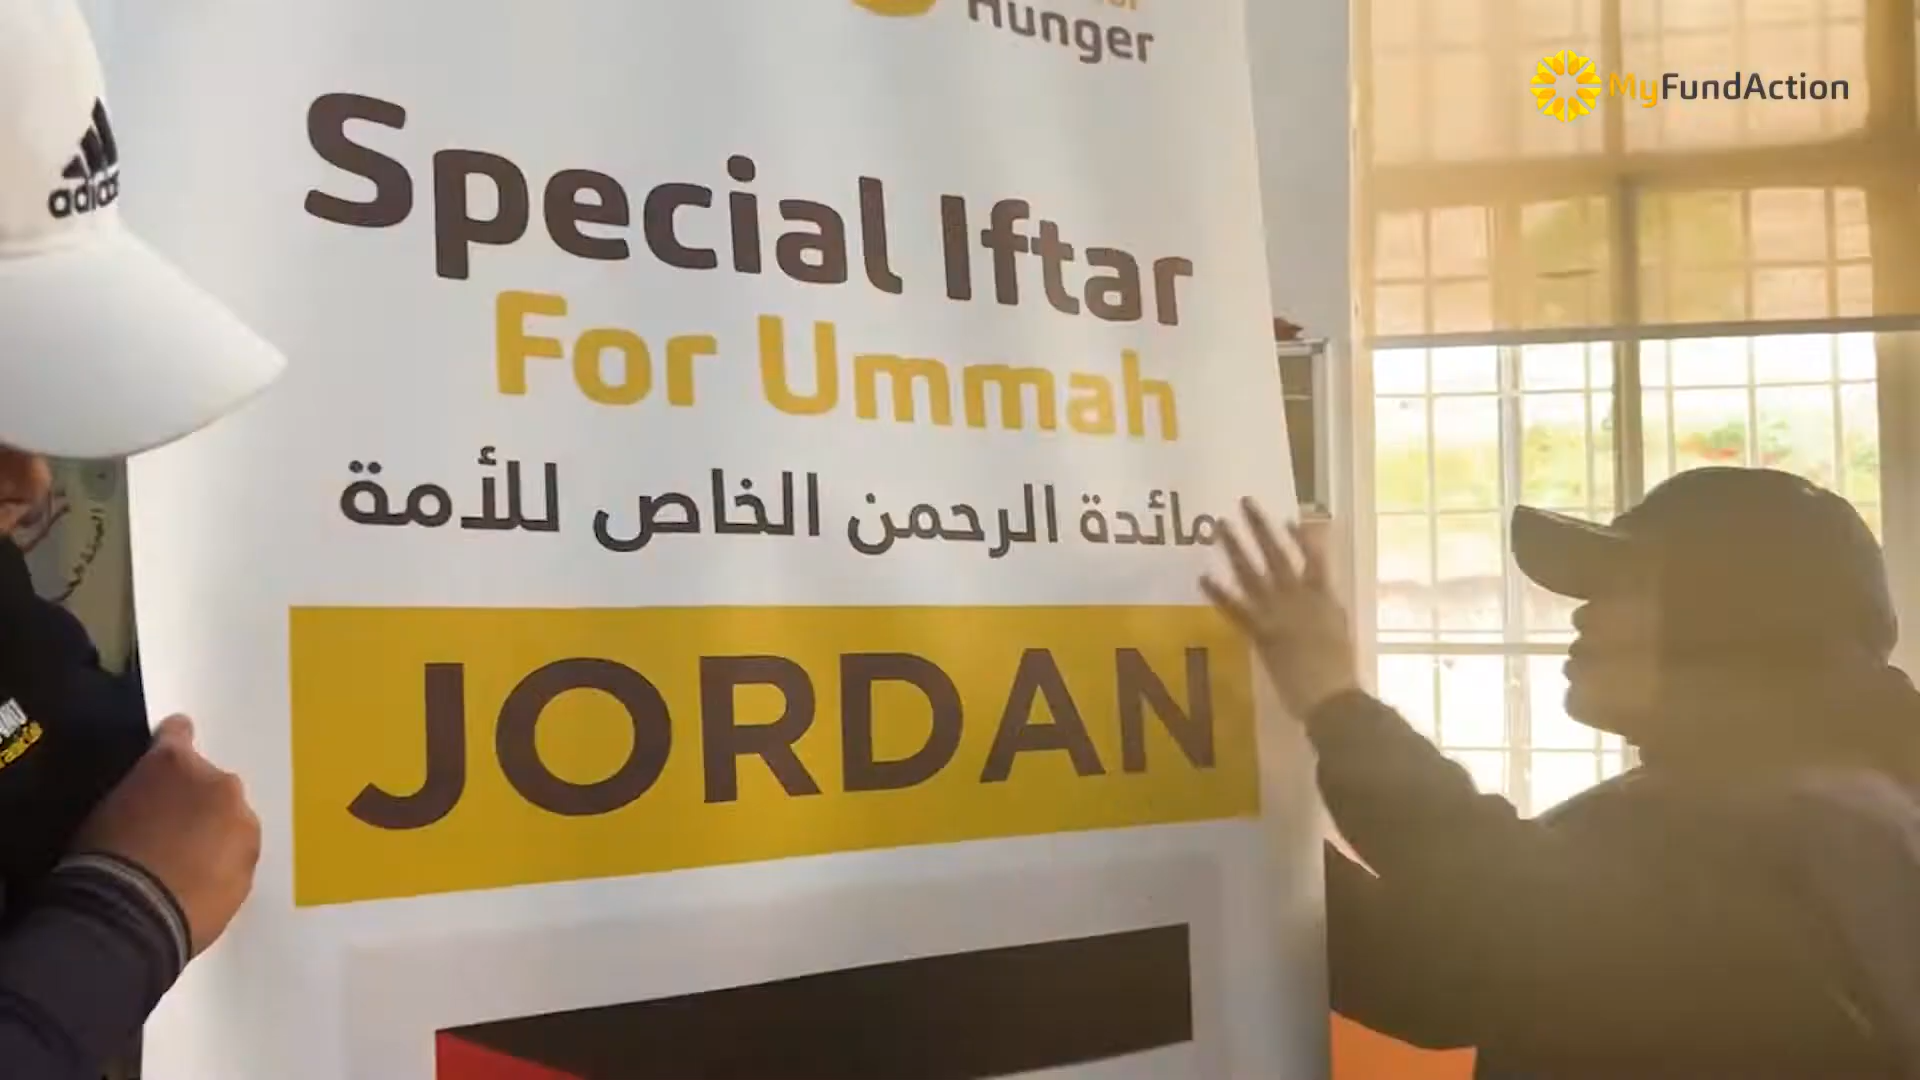 Hunger
MyFundAction
adidas
Special Iftar
For Ummah
مائدة الرحمن الخاص للأمة
JORDAN